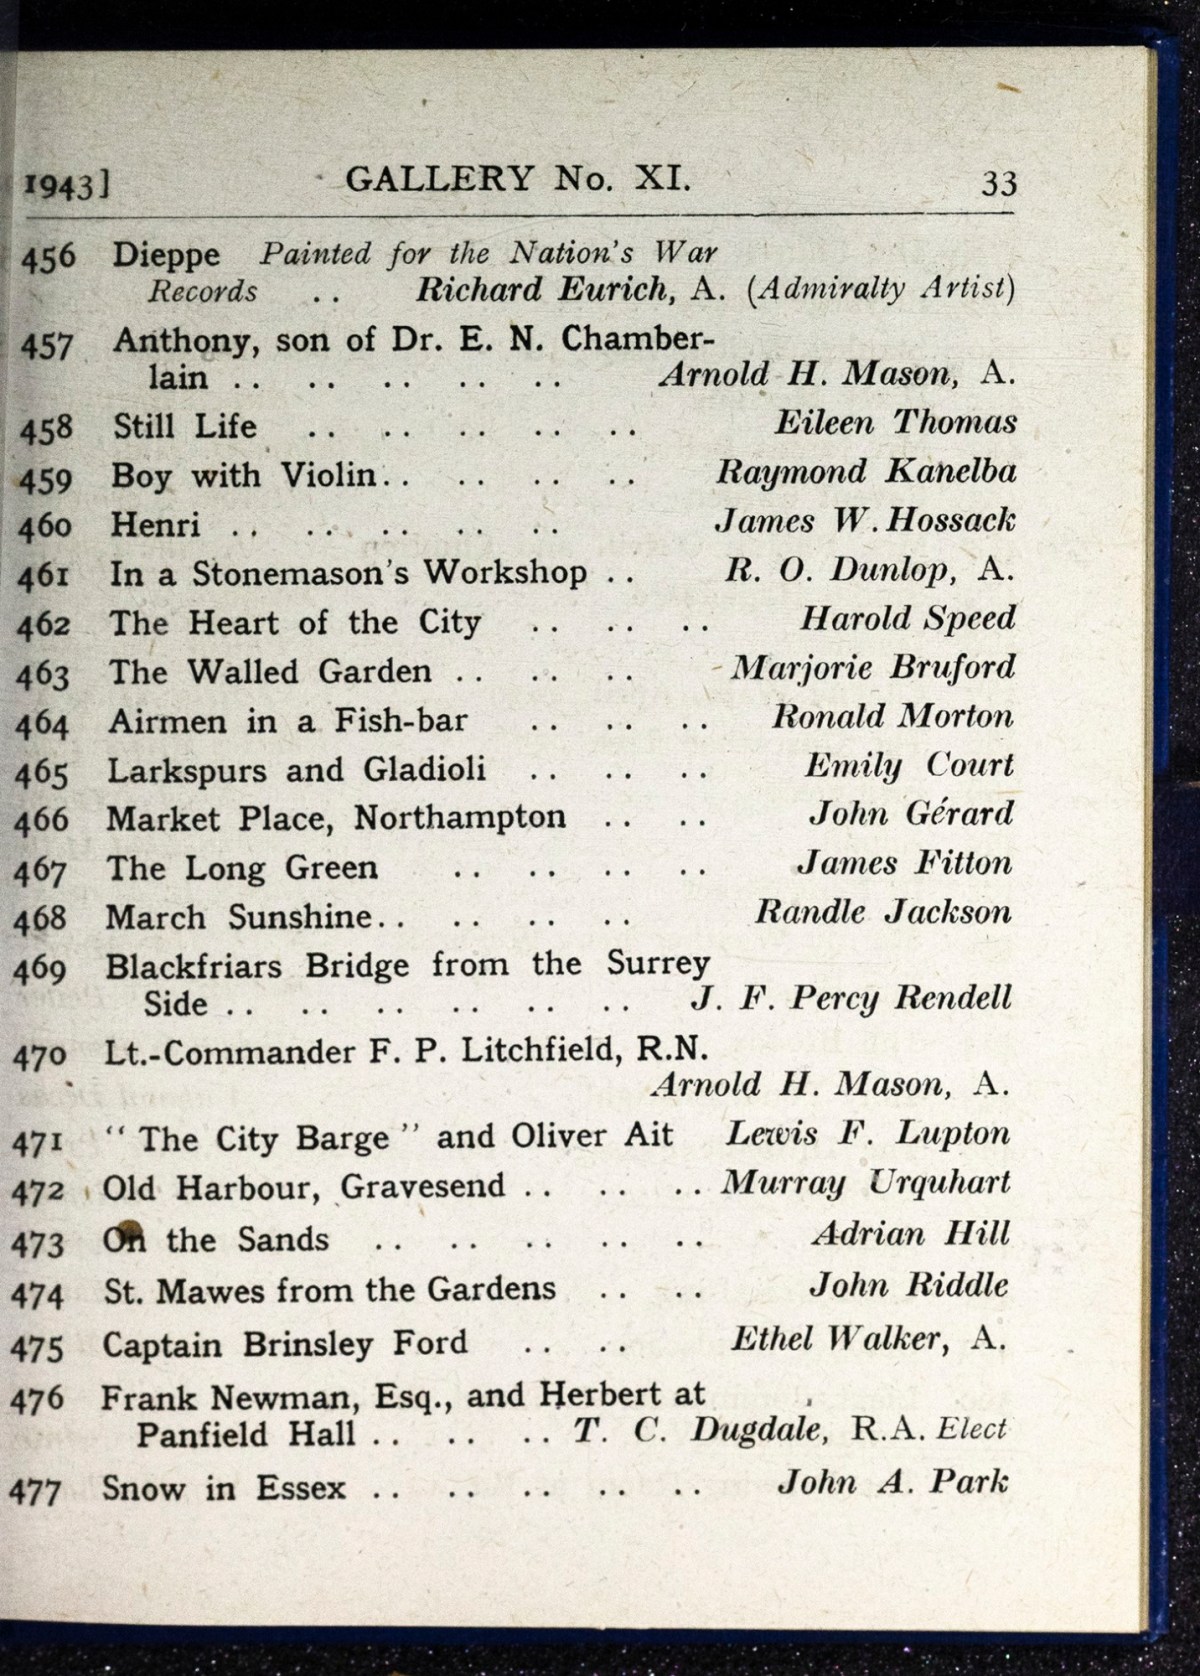 1943] GALLERY No. XI. 33
456 Dieppe Painted for the Nation's War
Records .. Richard Eurich, A. (Admiralty Artist)
457 Anthony, son of Dr. E. N. Chamber-
lain .. .. .. .. .. Arnold H. Mason, A.
458 Still Life .. .. .. .. .. Eileen Thomas
459 Boy with Violin.. .. .. .. Raymond Kanelba
460 Henri .. .. .. .. .. James W. Hossack
461 In a Stonemason's Workshop .. R. O. Dunlop, A.
462 The Heart of the City .. .. .. Harold Speed
463 The Walled Garden .. .. .. Marjorie Bruford
464 Airmen in a Fish-bar .. .. .. Ronald Morton
465 Larkspurs and Gladioli .. .. .. Emily Court
466 Market Place, Northampton .. .. John Gérard
467 The Long Green .. .. .. .. James Fitton
468 March Sunshine.. .. .. .. Randle Jackson
469 Blackfriars Bridge from the Surrey
Side .. .. .. .. .. .. J. F. Percy Rendell
470 Lt.-Commander F. P. Litchfield, R.N.
Arnold H. Mason, A.
471 "The City Barge" and Oliver Ait Lewis F. Lupton
472 Old Harbour, Gravesend .. .. .. Murray Urquhart
473 On the Sands .. .. .. .. .. Adrian Hill
474 St. Mawes from the Gardens .. .. John Riddle
475 Captain Brinsley Ford .. .. Ethel Walker, A.
476 Frank Newman, Esq., and Herbert at
Panfield Hall .. .. .. T. C. Dugdale, R.A. Elect
477 Snow in Essex .. .. .. .. .. John A. Park